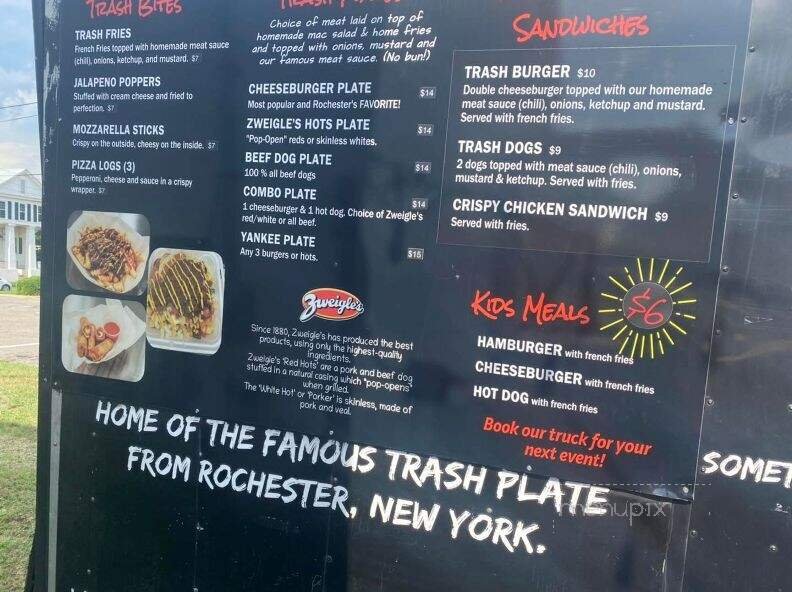 TRASH BITES
TRASH FRIES
French Fries topped with homemade meat sauce
(chili), onions, ketchup, and mustard. $7
JALAPENO POPPERS
Stuffed with cream cheese and fried to
perfection. $7
MOZZARELLA STICKS
Crispy on the outside, cheesy on the inside. $7
PIZZA LOGS (3)
Pepperoni, cheese and sauce in a crispy
wrapper. $7
TRASH
Choice of meat laid on top of
homemade mac salad & home fries
and topped with onions, mustard and
our famous meat sauce. (No bun!)
CHEESEBURGER PLATE $14
Most popular and Rochester's FAVORITE!
ZWEIGLE'S HOTS PLATE $14
"Pop-Open" reds or skinless whites.
BEEF DOG PLATE $14
100 % all beef dogs
COMBO PLATE $14
1 cheeseburger & 1 hot dog. Choice of Zweigle's
red/white or all beef.
YANKEE PLATE $15
Any 3 burgers or hots.
Zweigle's
Since 1880, Zweigle's has produced the best
products, using only the highest-quality
ingredients.
Zweigle's 'Red Hots' are a pork and beef dog
stuffed in a natural casing which "pop-opens"
when grilled.
The 'White Hot' or 'Porker' is skinless, made of
pork and veal.
SANDWICHES
TRASH BURGER $10
Double cheeseburger topped with our homemade
meat sauce (chili), onions, ketchup and mustard.
Served with french fries.
TRASH DOGS $9
2 dogs topped with meat sauce (chili), onions,
mustard & ketchup. Served with fries.
CRISPY CHICKEN SANDWICH $9
Served with fries.
KIDS MEALS $6
HAMBURGER with french fries
CHEESEBURGER with french fries
HOT DOG with french fries
Book our truck for your
next event!
HOME OF THE FAMOUS TRASH PLATE
FROM ROCHESTER, NEW YORK.
SOMET
menupix